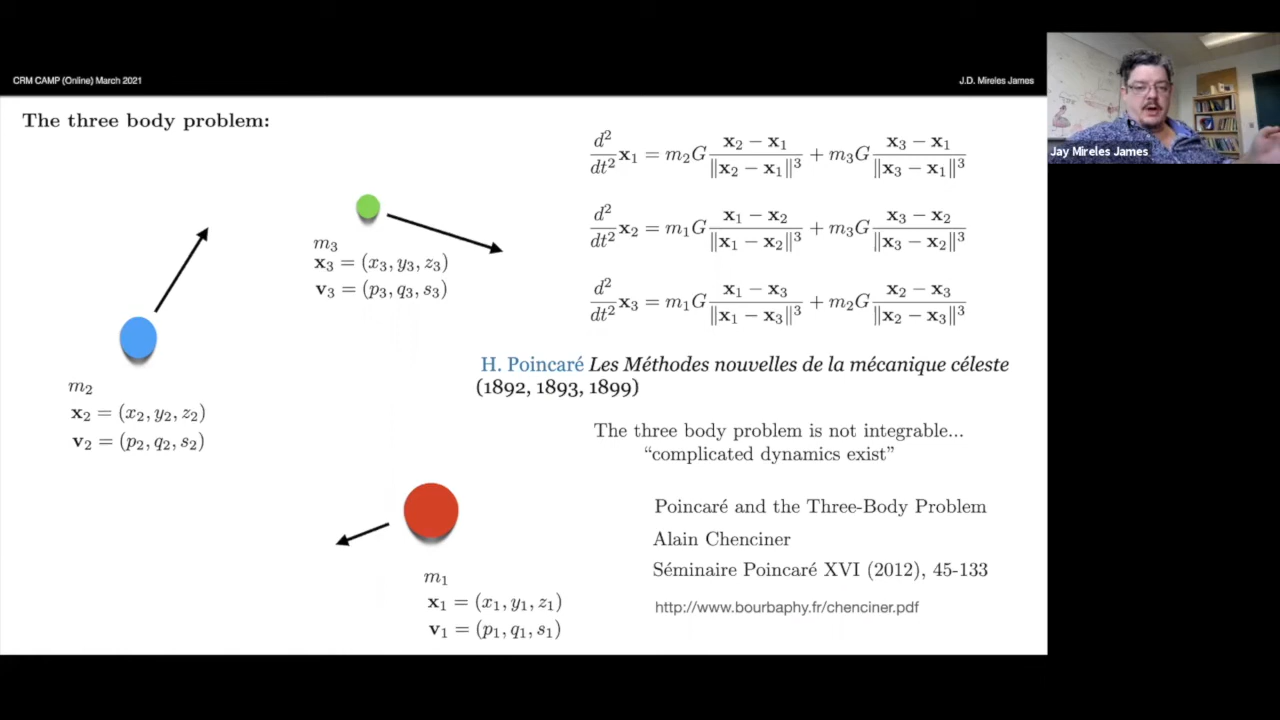 CRM CAMP (Online) March 2021
J.D. Mireles James
The three body problem:
m₃
x₃ = (x₃, y₃, z₃)
v₃ = (p₃, q₃, s₃)
m₂
x₂ = (x₂, y₂, z₂)
v₂ = (p₂, q₂, s₂)
m₁
x₁ = (x₁, y₁, z₁)
v₁ = (p₁, q₁, s₁)
d²/dt² x₁ = m₂G (x₂ − x₁)/‖x₂ − x₁‖³ + m₃G (x₃ − x₁)/‖x₃ − x₁‖³
d²/dt² x₂ = m₁G (x₁ − x₂)/‖x₁ − x₂‖³ + m₃G (x₃ − x₂)/‖x₃ − x₂‖³
d²/dt² x₃ = m₁G (x₁ − x₃)/‖x₁ − x₃‖³ + m₂G (x₂ − x₃)/‖x₂ − x₃‖³
H. Poincaré Les Méthodes nouvelles de la mécanique céleste
(1892, 1893, 1899)
The three body problem is not integrable...
“complicated dynamics exist”
Poincaré and the Three-Body Problem
Alain Chenciner
Séminaire Poincaré XVI (2012), 45-133
http://www.bourbaphy.fr/chenciner.pdf
Jay Mireles James